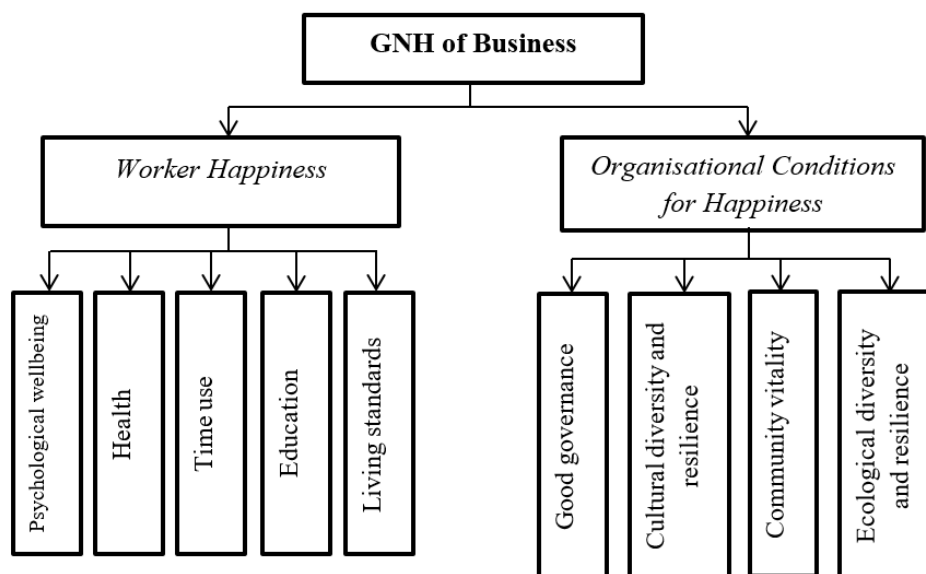 GNH of Business
Worker Happiness
Organisational Conditions
for Happiness
Psychological wellbeing
Health
Time use
Education
Living standards
Good governance
Cultural diversity and
resilience
Community vitality
Ecological diversity
and resilience